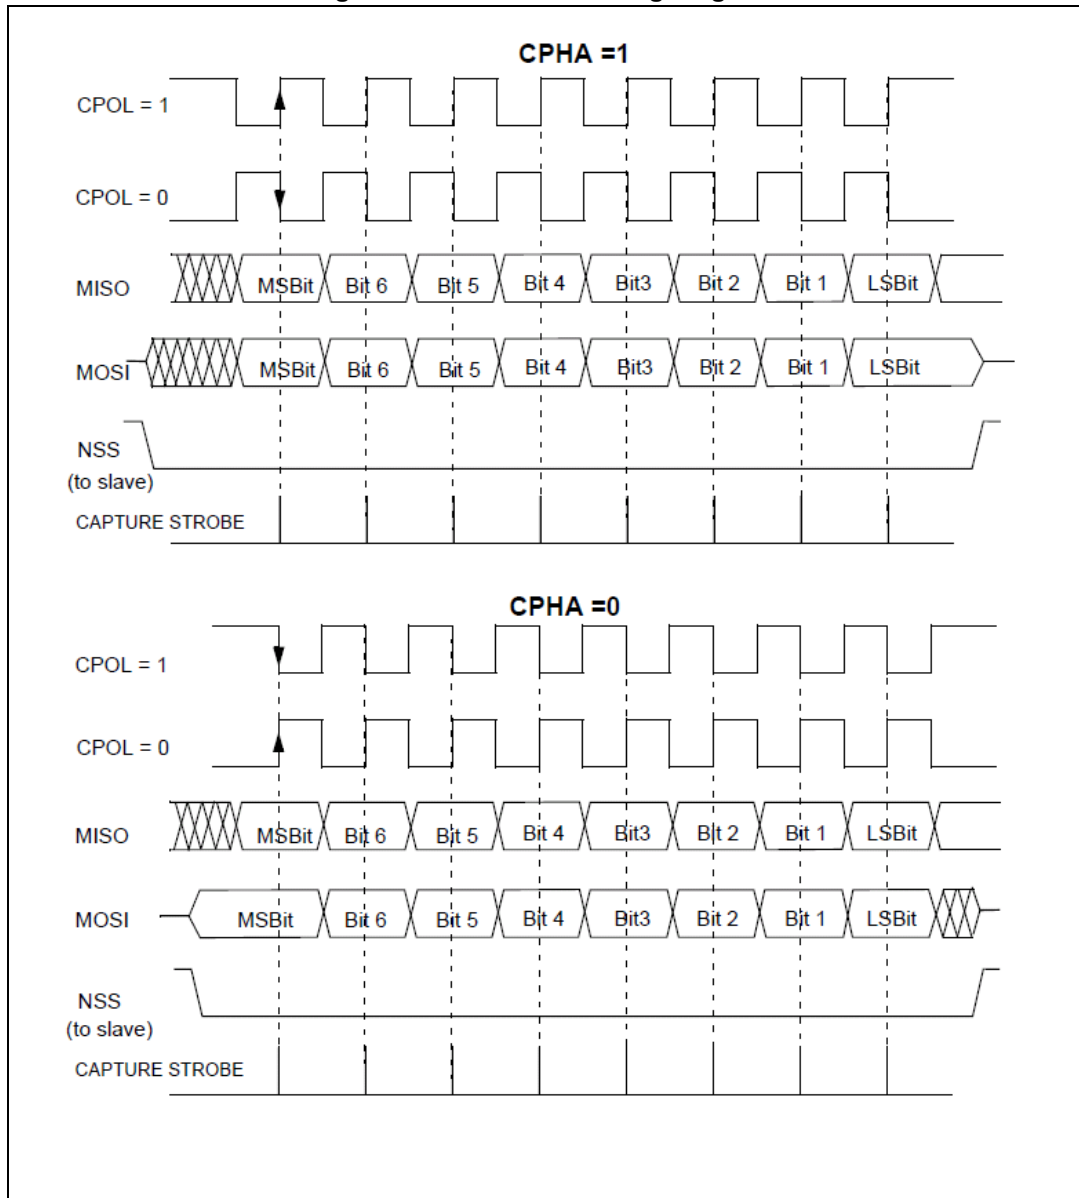 CPHA =1
CPOL = 1
CPOL = 0
MISO MSBit Bit 6 Bit 5 Bit 4 Bit3 Bit 2 Bit 1 LSBit
MOSI MSBit Bit 6 Bit 5 Bit 4 Bit3 Bit 2 Bit 1 LSBit
NSS
(to slave)
CAPTURE STROBE
CPHA =0
CPOL = 1
CPOL = 0
MISO MSBit Bit 6 Bit 5 Bit 4 Bit3 Bit 2 Bit 1 LSBit
MOSI MSBit Bit 6 Bit 5 Bit 4 Bit3 Bit 2 Bit 1 LSBit
NSS
(to slave)
CAPTURE STROBE